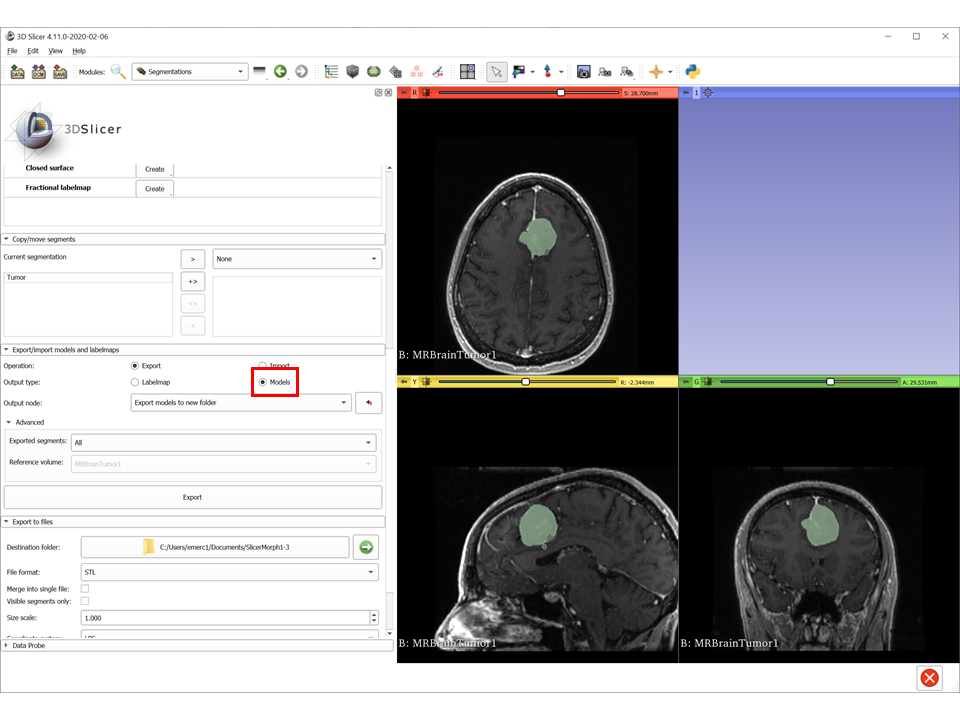 3D Slicer 4.11.0-2020-02-06
File Edit View Help
DATA DCM SAVE Modules: Segmentations
R S: 28.700mm 1
3DSlicer
Closed surface Create
Fractional labelmap Create
Copy/move segments
Current segmentation > None
Tumor +>
<+
<
Export/import models and labelmaps
B: MRBrainTumor1
Operation: Export Import
Output type: Labelmap Models
Y R: -2.344mm G A: 29.531mm
Output node: Export models to new folder
Advanced
Exported segments: All
Reference volume: MRBrainTumor1
Export
Export to files
Destination folder: C:/Users/emerc1/Documents/SlicerMorph1-3
File format: STL
Merge into single file:
Visible segments only:
Size scale: 1.000
Coordinate system: LPS
B: MRBrainTumor1 B: MRBrainTumor1
Data Probe